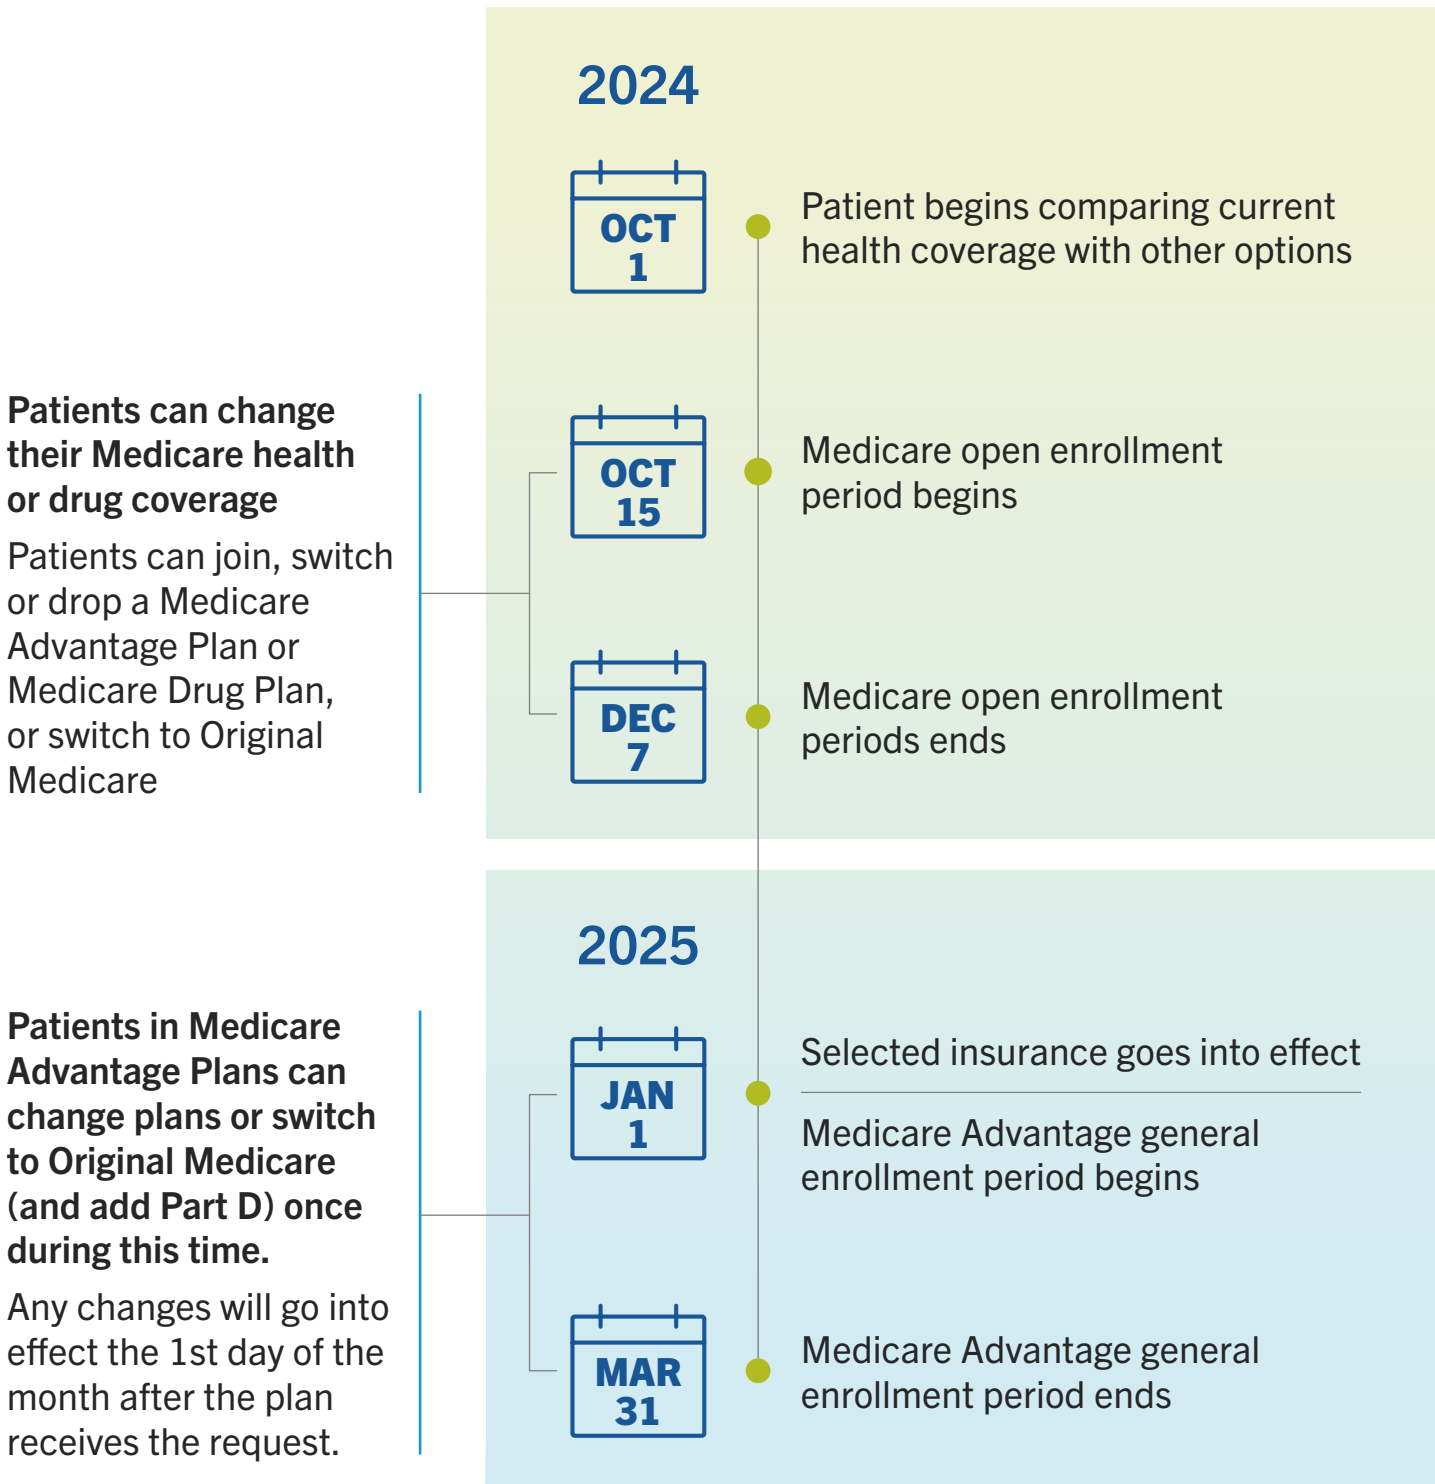 2024
OCT
1
Patient begins comparing current
health coverage with other options
Patients can change
their Medicare health
or drug coverage
Patients can join, switch
or drop a Medicare
Advantage Plan or
Medicare Drug Plan,
or switch to Original
Medicare
OCT
15
Medicare open enrollment
period begins
DEC
7
Medicare open enrollment
periods ends
2025
Patients in Medicare
Advantage Plans can
change plans or switch
to Original Medicare
(and add Part D) once
during this time.
Any changes will go into
effect the 1st day of the
month after the plan
receives the request.
JAN
1
Selected insurance goes into effect
Medicare Advantage general
enrollment period begins
MAR
31
Medicare Advantage general
enrollment period ends